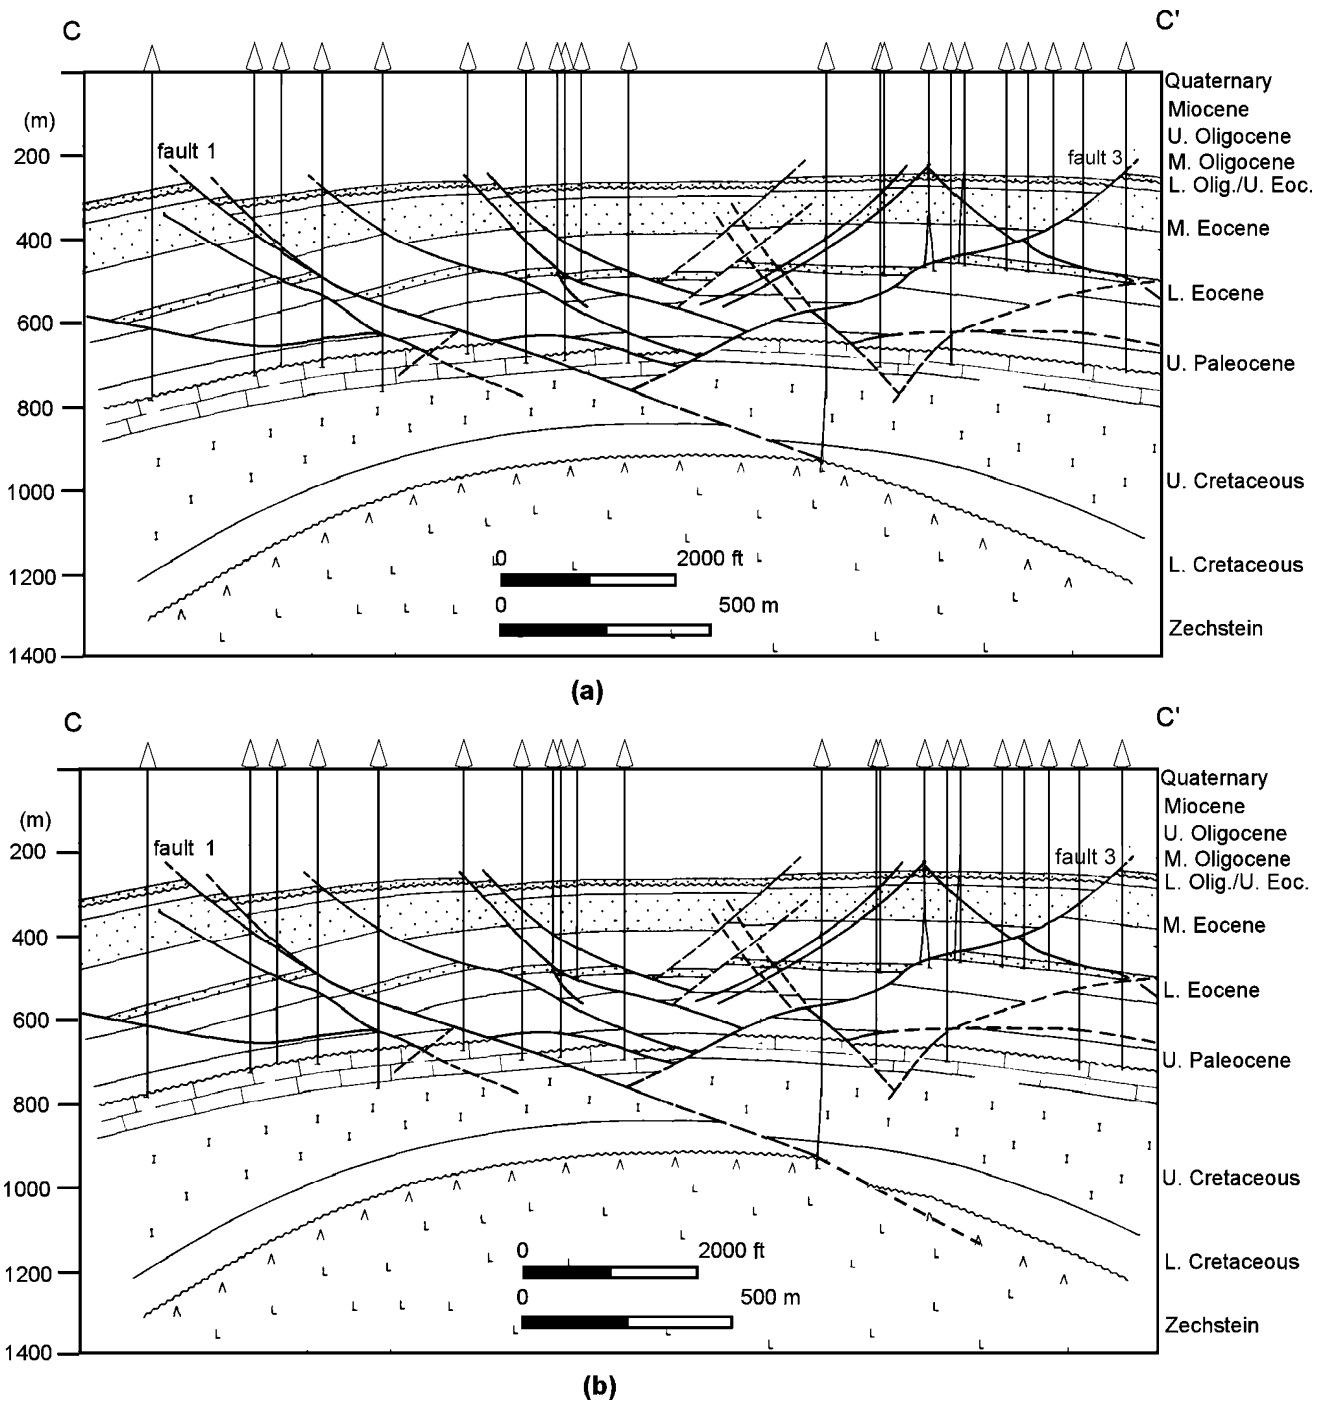 C C'
Quaternary
Miocene
(m)
U. Oligocene
200
fault 1
fault 3
M. Oligocene
L. Olig./U. Eoc.
400
M. Eocene
L. Eocene
600
U. Paleocene
800
1000
U. Cretaceous
0 2000 ft
1200
L. Cretaceous
0 500 m
Zechstein
1400
(a)
C C'
Quaternary
Miocene
(m)
U. Oligocene
200
fault 1
fault 3
M. Oligocene
L. Olig./U. Eoc.
400
M. Eocene
L. Eocene
600
U. Paleocene
800
1000
U. Cretaceous
0 2000 ft
1200
L. Cretaceous
0 500 m
Zechstein
1400
(b)